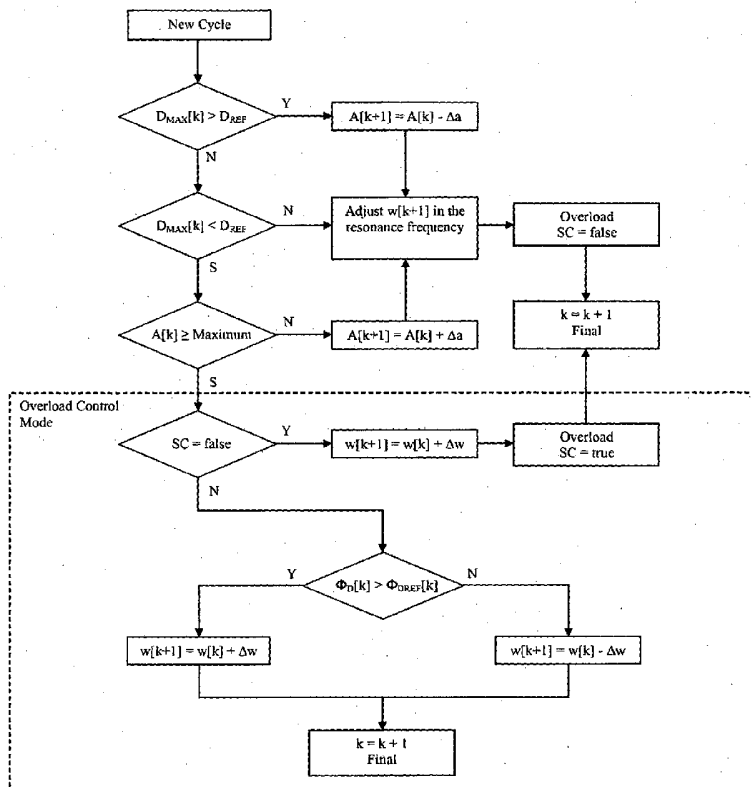 New Cycle
D_MAX[k] > D_REF
Y
A[k+1] = A[k] - Δa
N
D_MAX[k] < D_REF
N
Adjust w[k+1] in the
resonance frequency
Overload
SC = false
S
A[k] ≥ Maximum
N
A[k+1] = A[k] + Δa
k = k + 1
Final
S
Overload Control
Mode
SC = false
Y
w[k+1] = w[k] + Δw
Overload
SC = true
N
Y
Φ_D[k] > Φ_DREF[k]
N
w[k+1] = w[k] + Δw
w[k+1] = w[k] - Δw
k = k + 1
Final